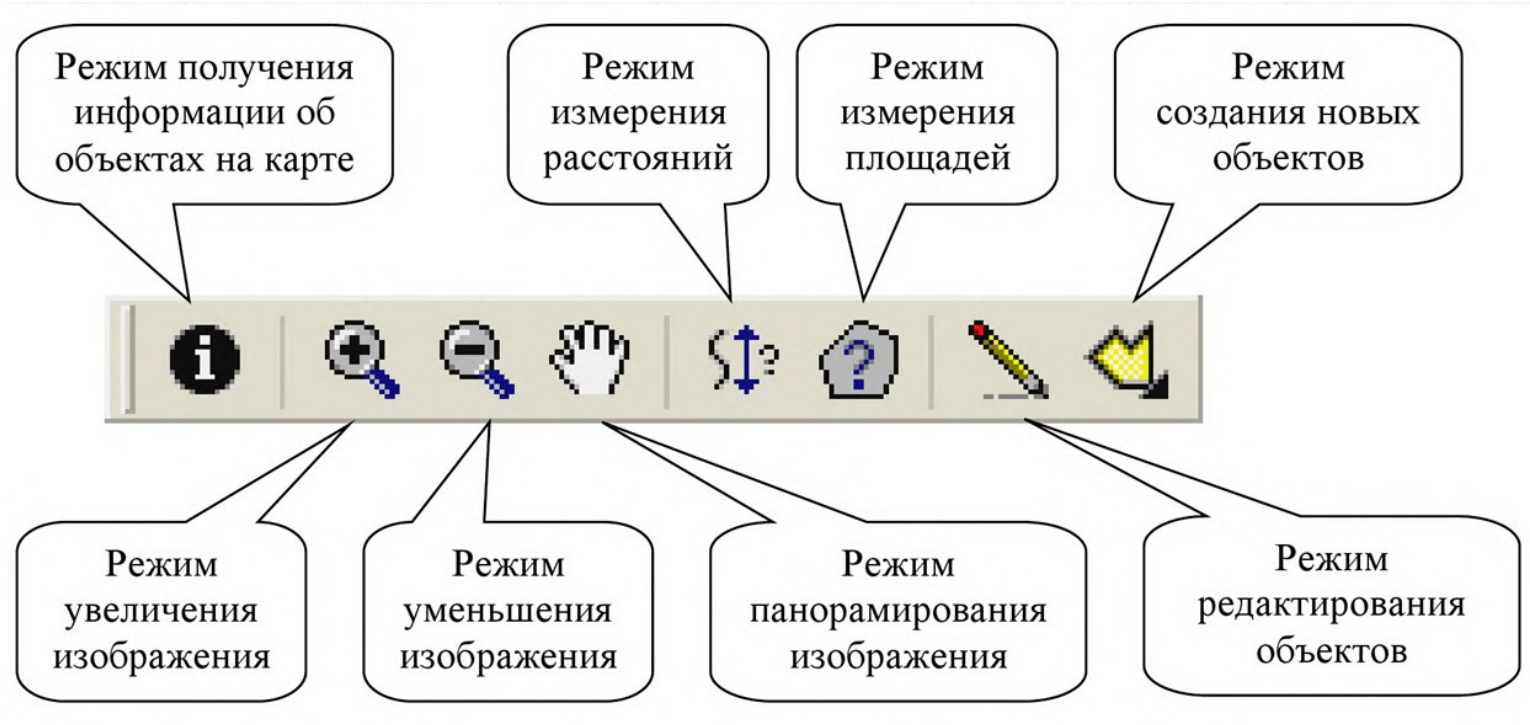 Режим получения
информации об
объектах на карте
Режим
измерения
расстояний
Режим
измерения
площадей
Режим
создания новых
объектов
Режим
увеличения
изображения
Режим
уменьшения
изображения
Режим
панорамирования
изображения
Режим
редактирования
объектов